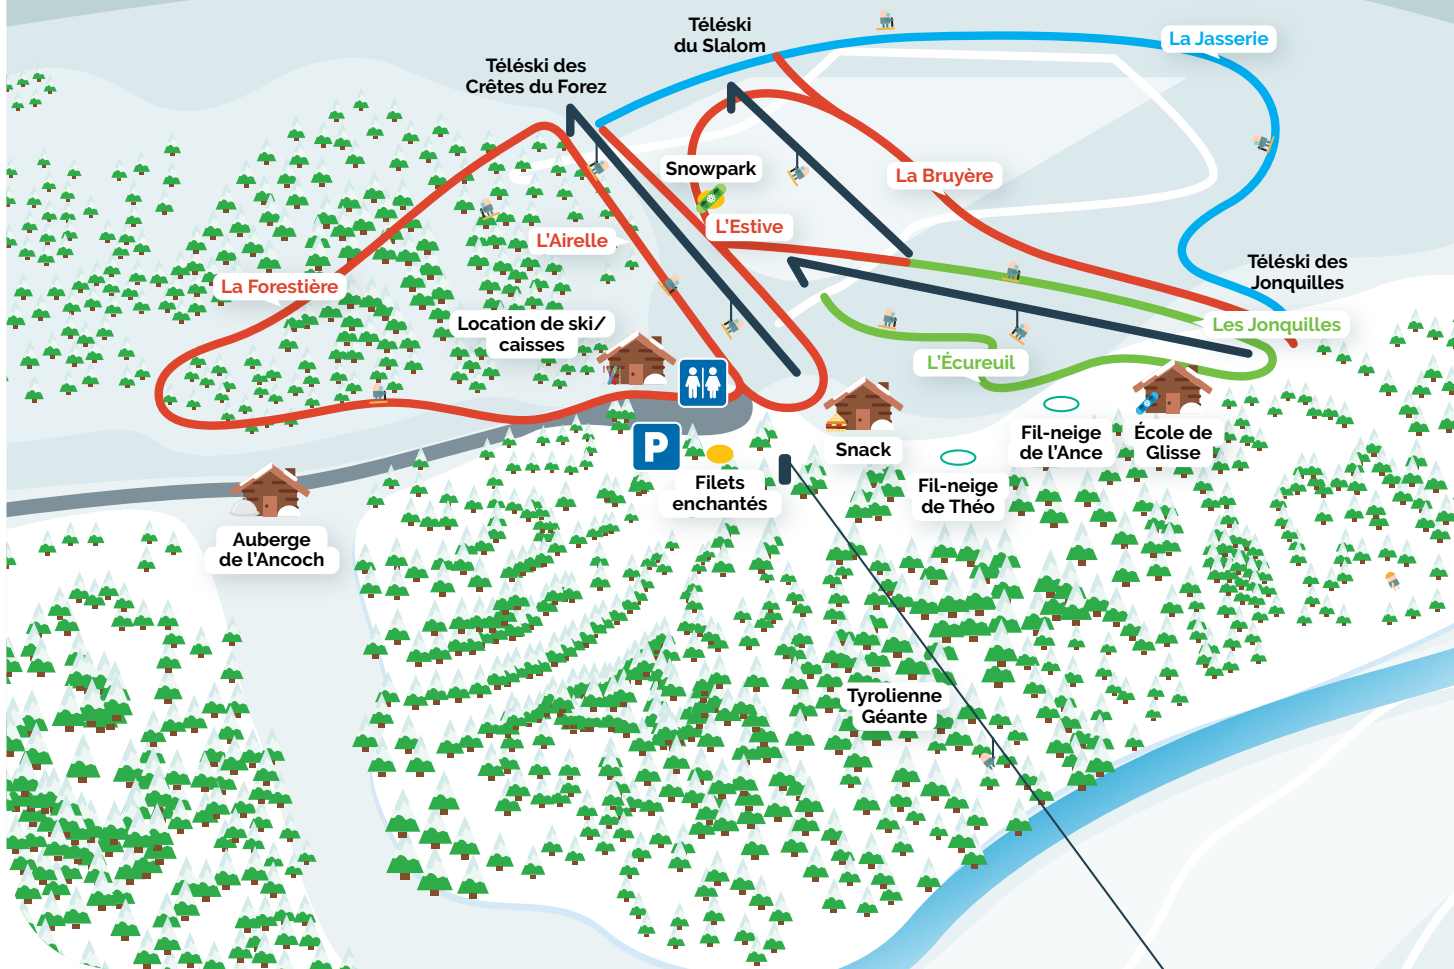 Téléski
du Slalom
La Jasserie
Téléski des
Crêtes du Forez
Snowpark
La Bruyère
L'Estive
L'Airelle
La Forestière
Téléski des
Jonquilles
Location de ski/
caisses
Les Jonquilles
L'Écureuil
P
Snack
Fil-neige
de l'Ance
École de
Glisse
Filets
enchantés
Fil-neige
de Théo
Auberge
de l'Ancoch
Tyrolienne
Géante